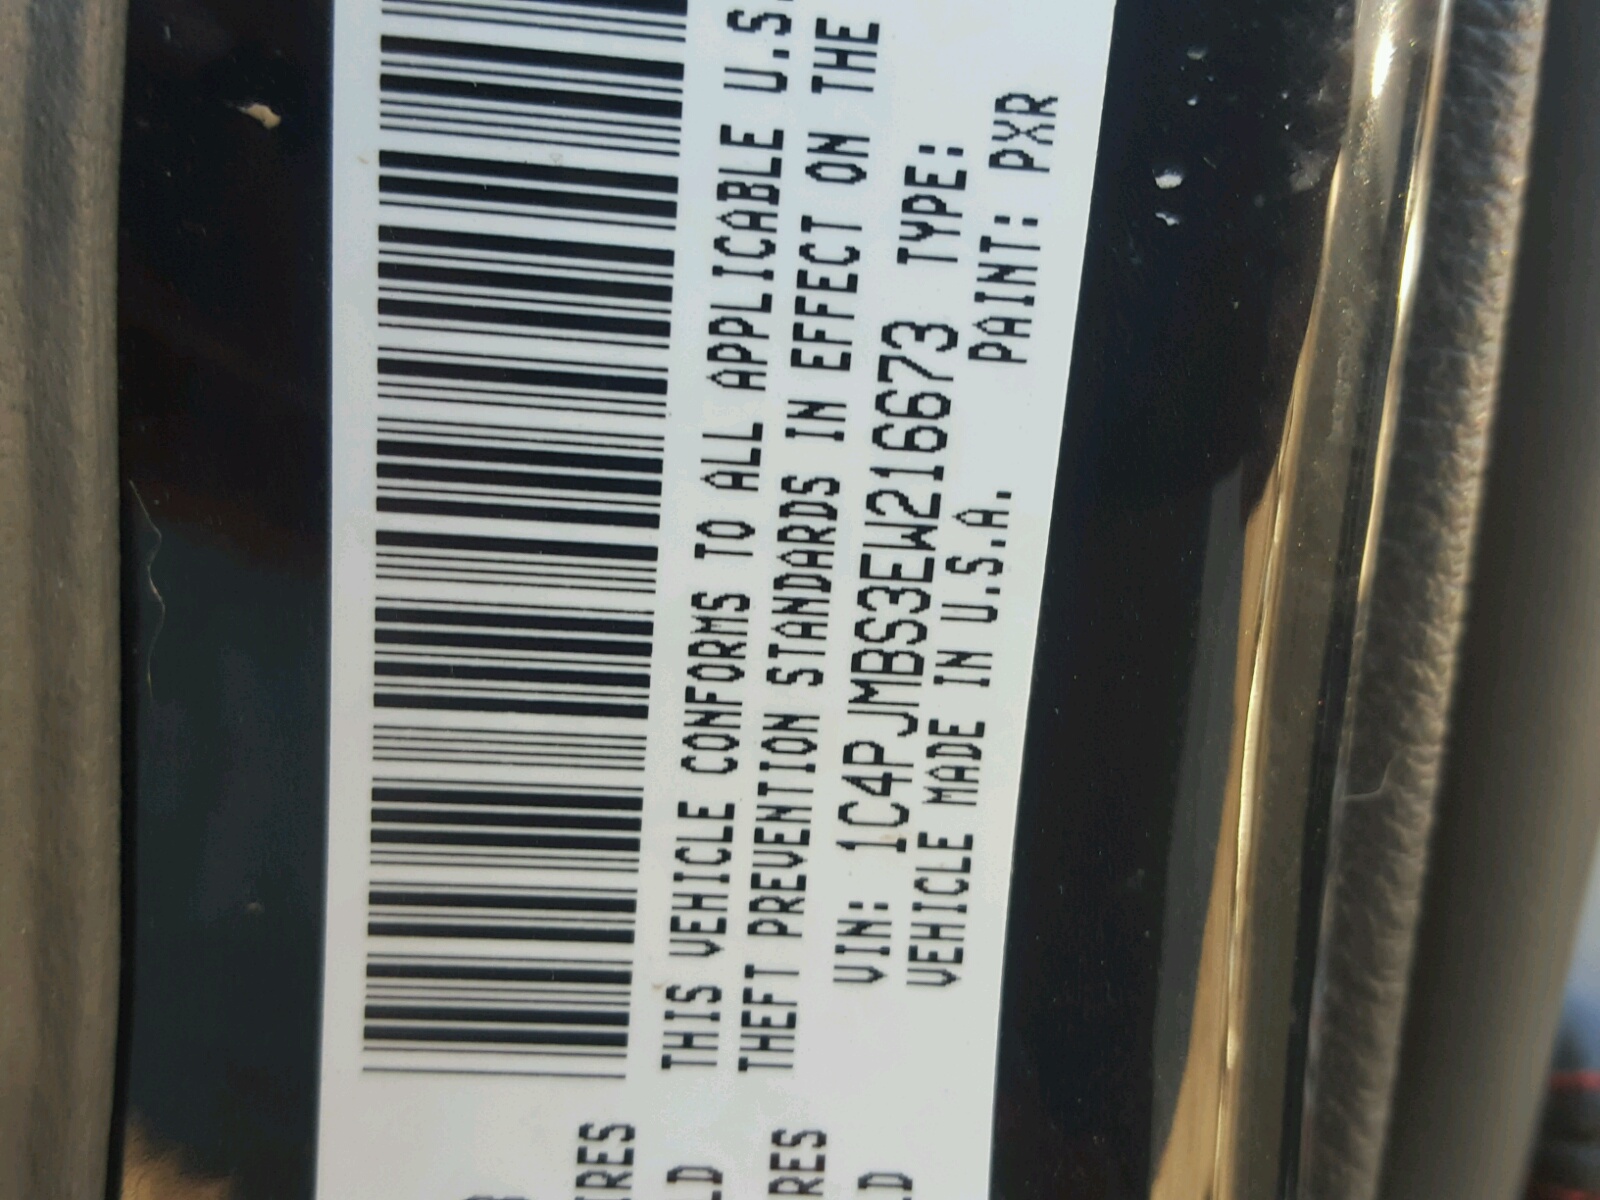 THIS VEHICLE CONFORMS TO ALL APPLICABLE U.S.
THEFT PREVENTION STANDARDS IN EFFECT ON THE
VIN: 1C4PJMBS3EW216673 TYPE:
VEHICLE MADE IN U.S.A. PAINT: PXR